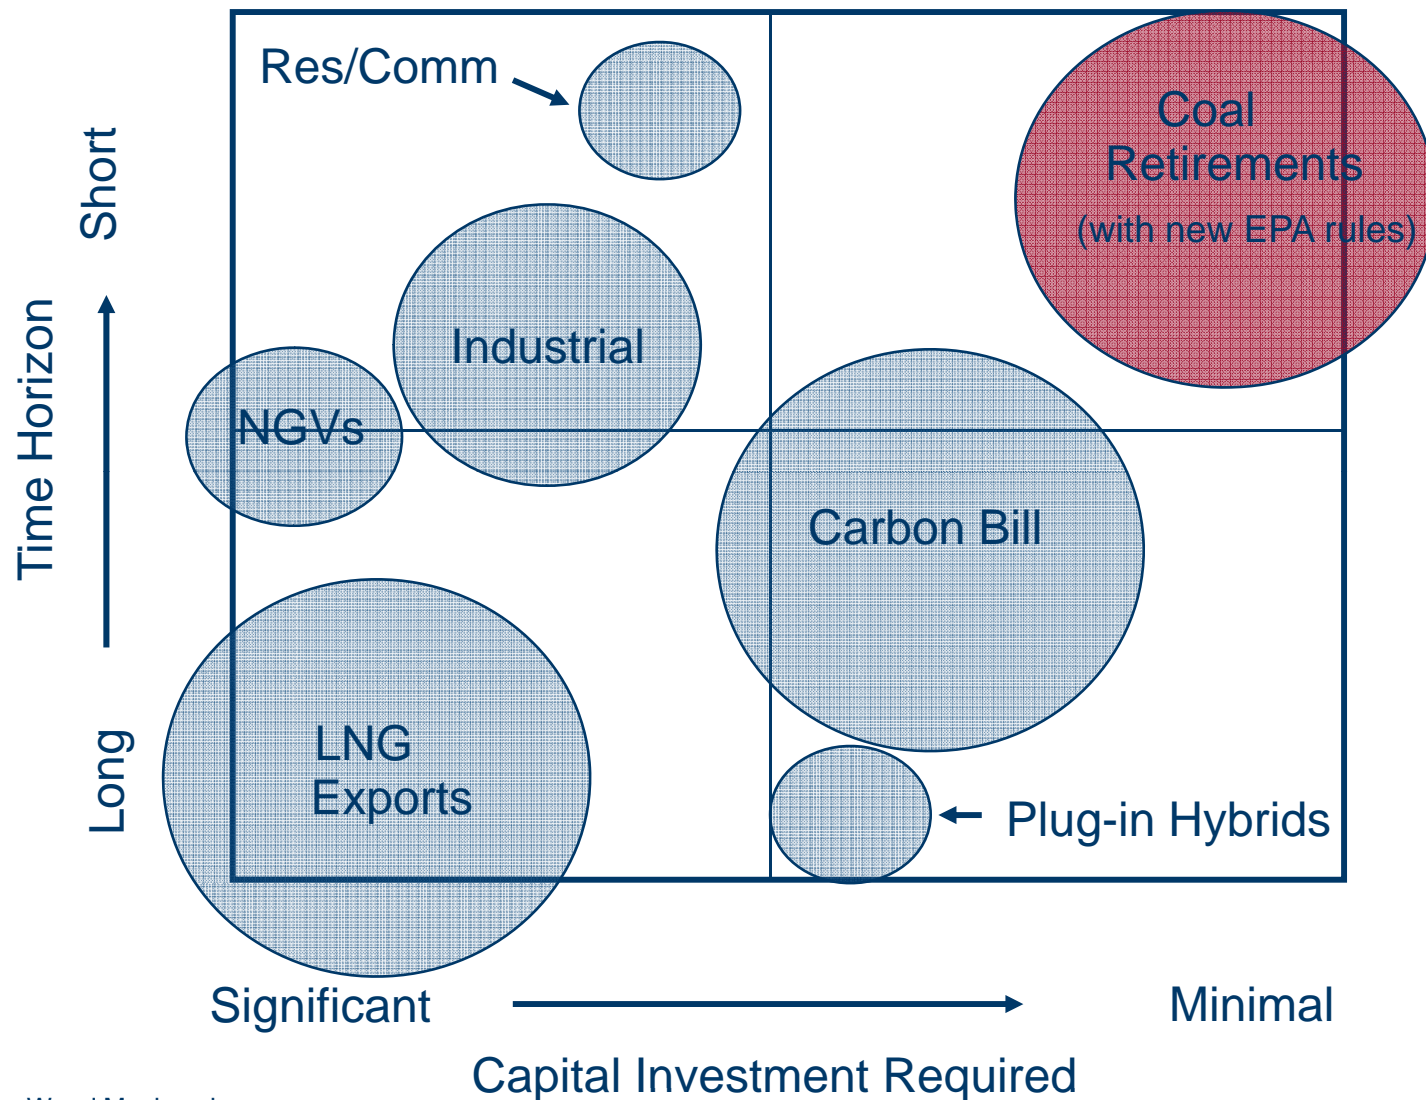 Res/Comm
Coal
Retirements
(with new EPA rules)
Short
Industrial
NGVs
Time Horizon
Carbon Bill
LNG
Exports
Long
Plug-in Hybrids
Significant
Minimal
Capital Investment Required